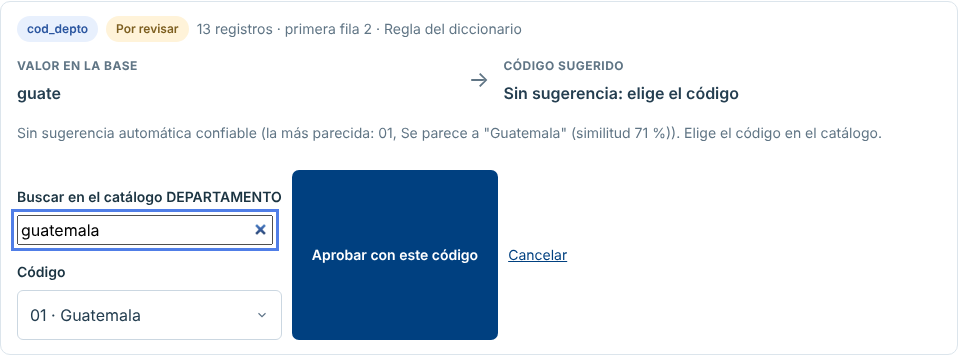 cod_depto Por revisar 13 registros · primera fila 2 · Regla del diccionario
VALOR EN LA BASE
guate
→
CÓDIGO SUGERIDO
Sin sugerencia: elige el código
Sin sugerencia automática confiable (la más parecida: 01, Se parece a "Guatemala" (similitud 71 %)). Elige el código en el catálogo.
Buscar en el catálogo DEPARTAMENTO
guatemala
Código
01 · Guatemala
Aprobar con este código
Cancelar